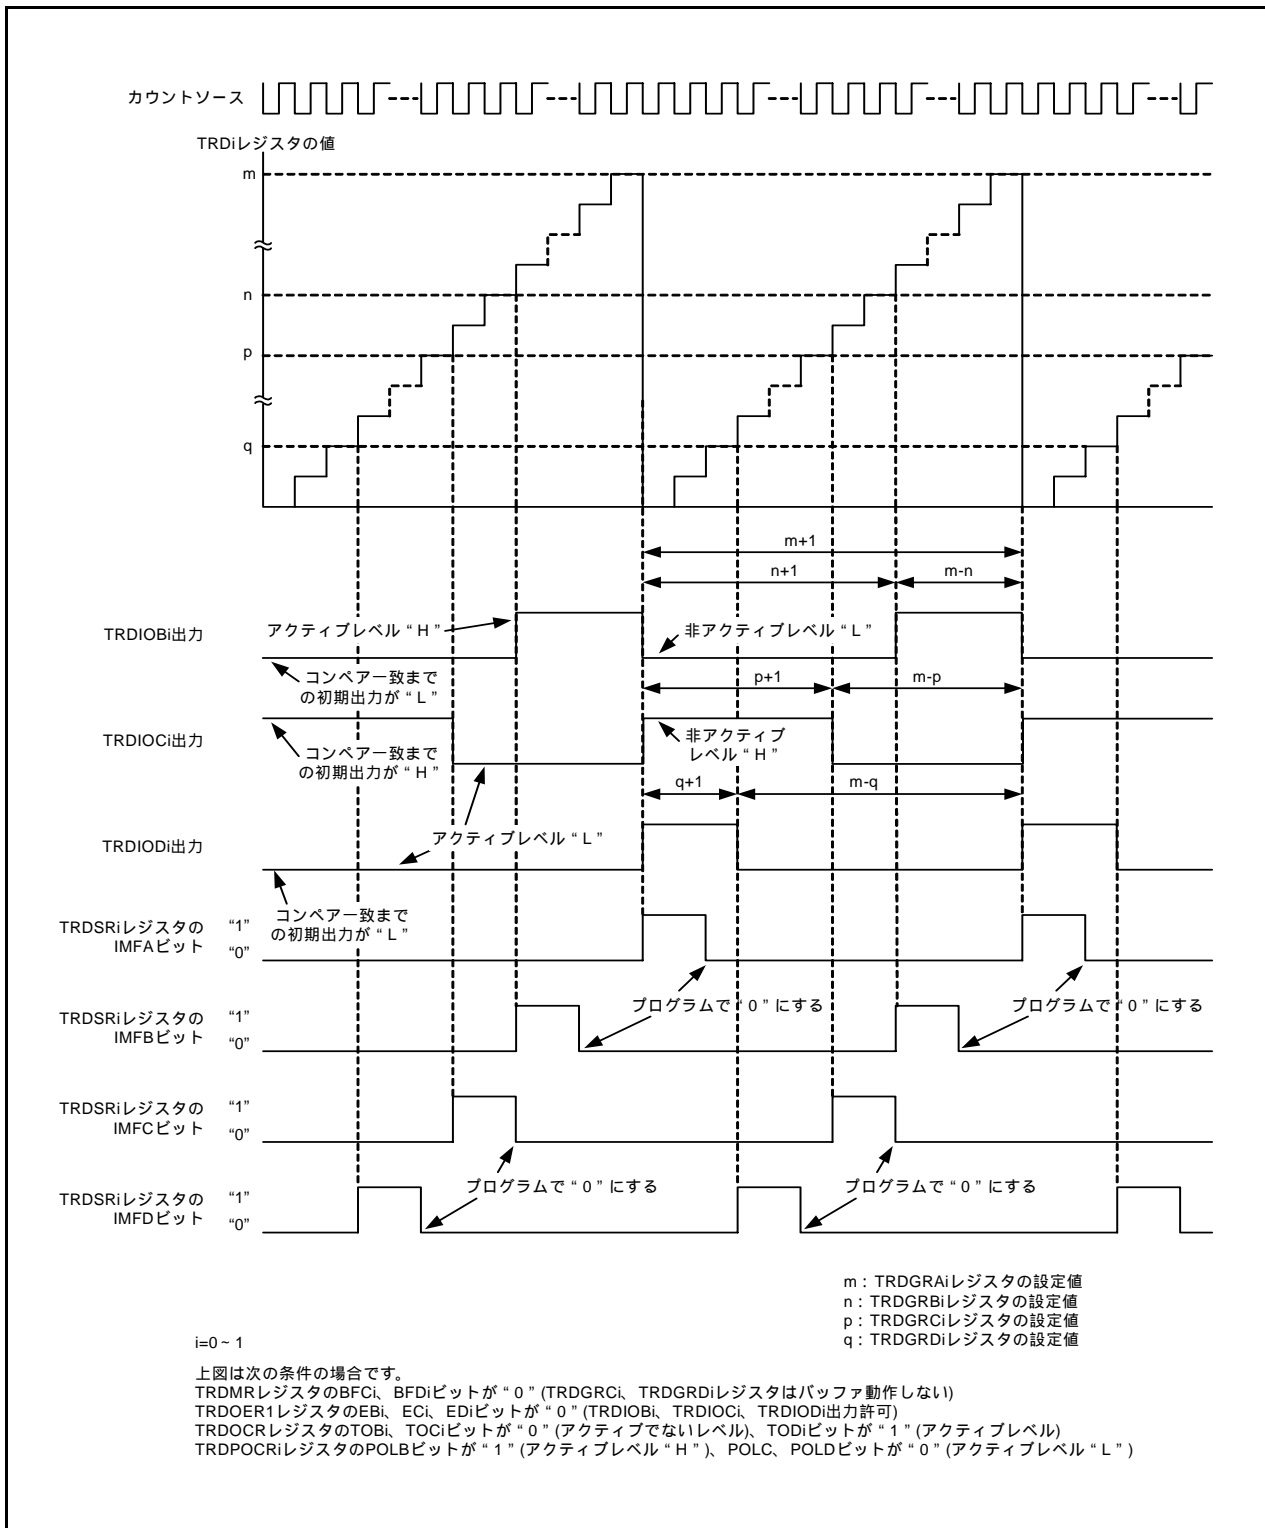 カウントソース
TRDiレジスタの値
m
n
p
q
m+1
n+1
m-n
TRDIOBi出力
アクティブレベル “ H ”
非アクティブレベル “ L ”
コンペア一致まで
の初期出力が “ L ”
p+1
m-p
TRDIOCi出力
コンペア一致まで
の初期出力が “ H ”
非アクティブ
レベル “ H ”
q+1
m-q
アクティブレベル “ L ”
TRDIODi出力
コンペア一致まで
の初期出力が “ L ”
TRDSRiレジスタの
IMFAビット
“1”
“0”
プログラムで “ 0 ” にする
プログラムで “ 0 ” にする
TRDSRiレジスタの
IMFBビット
“1”
“0”
TRDSRiレジスタの
IMFCビット
“1”
“0”
プログラムで “ 0 ” にする
プログラムで “ 0 ” にする
TRDSRiレジスタの
IMFDビット
“1”
“0”
m : TRDGRAiレジスタの設定値
n : TRDGRBiレジスタの設定値
p : TRDGRCiレジスタの設定値
q : TRDGRDiレジスタの設定値
i=0 ~ 1
上図は次の条件の場合です。
TRDMRレジスタのBFCi、BFDiビットが “ 0 ” (TRDGRCi、TRDGRDiレジスタはバッファ動作しない)
TRDOER1レジスタのEBi、ECi、EDiビットが “ 0 ” (TRDIOBi、TRDIOCi、TRDIODi出力許可)
TRDOCRレジスタのTOBi、TOCiビットが “ 0 ” (アクティブでないレベル)、TODiビットが “ 1 ” (アクティブレベル)
TRDPOCRiレジスタのPOLBビットが “ 1 ” (アクティブレベル “ H ” )、POLC、POLDビットが “ 0 ” (アクティブレベル “ L ” )